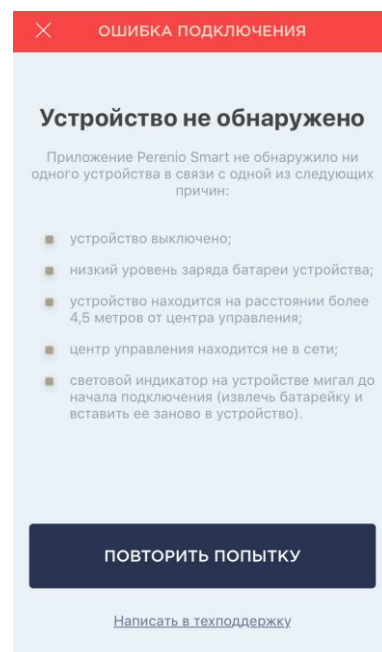 ОШИБКА ПОДКЛЮЧЕНИЯ
Устройство не обнаружено
Приложение Perenio Smart не обнаружило ни
одного устройства в связи с одной из следующих
причин:
устройство выключено;
низкий уровень заряда батареи устройства;
устройство находится на расстоянии более
4,5 метров от центра управления;
центр управления находится не в сети;
световой индикатор на устройстве мигал до
начала подключения (извлечь батарейку и
вставить ее заново в устройство).
ПОВТОРИТЬ ПОПЫТКУ
Написать в техподдержку